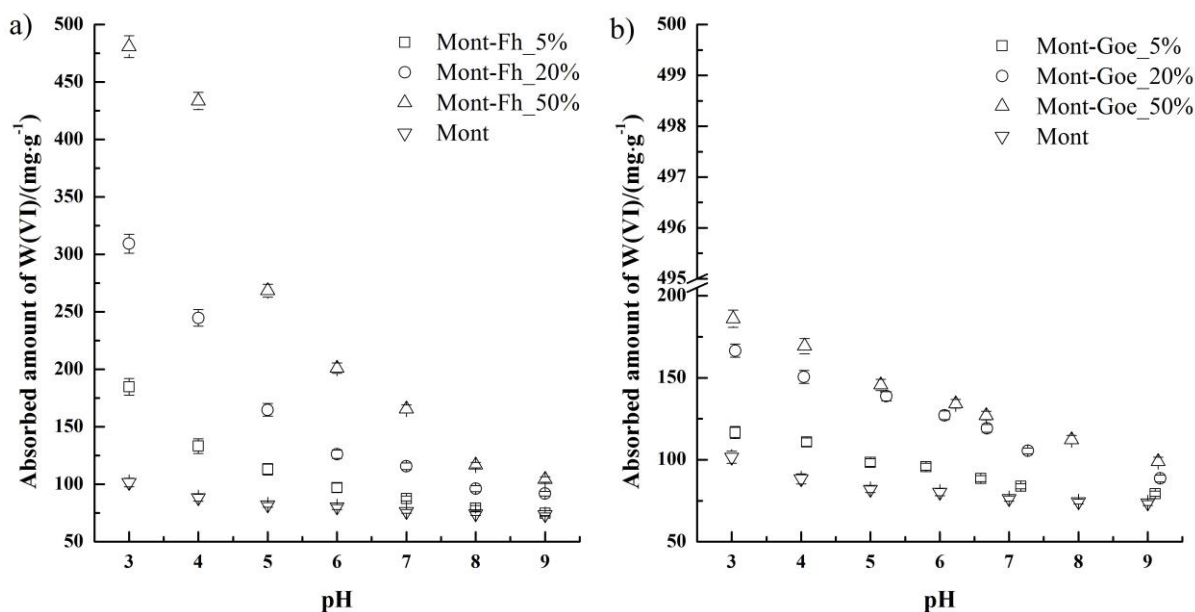 a)
Absorbed amount of W(VI)/(mg·g⁻¹)
500
450
400
350
300
250
200
150
100
50
Mont-Fh_5%
Mont-Fh_20%
Mont-Fh_50%
Mont
3 4 5 6 7 8 9
pH
b)
Absorbed amount of W(VI)/(mg·g⁻¹)
500
499
498
497
496
495
200
150
100
50
Mont-Goe_5%
Mont-Goe_20%
Mont-Goe_50%
Mont
3 4 5 6 7 8 9
pH